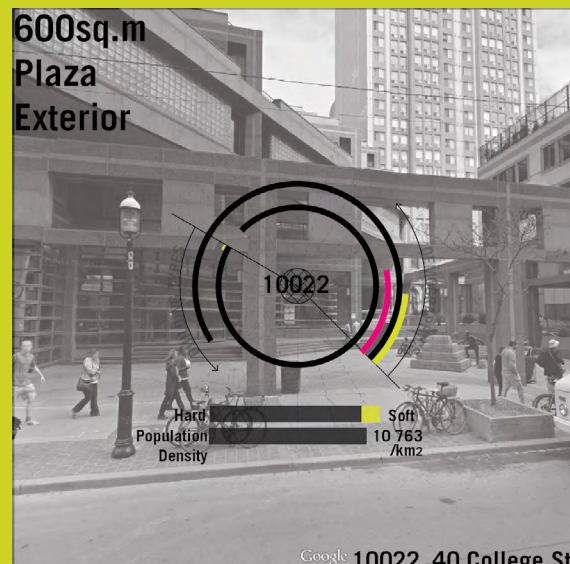 600sq.m
Plaza
Exterior
10022
Hard Soft
Population 10 763
Density /km2
Google 10022 40 College St